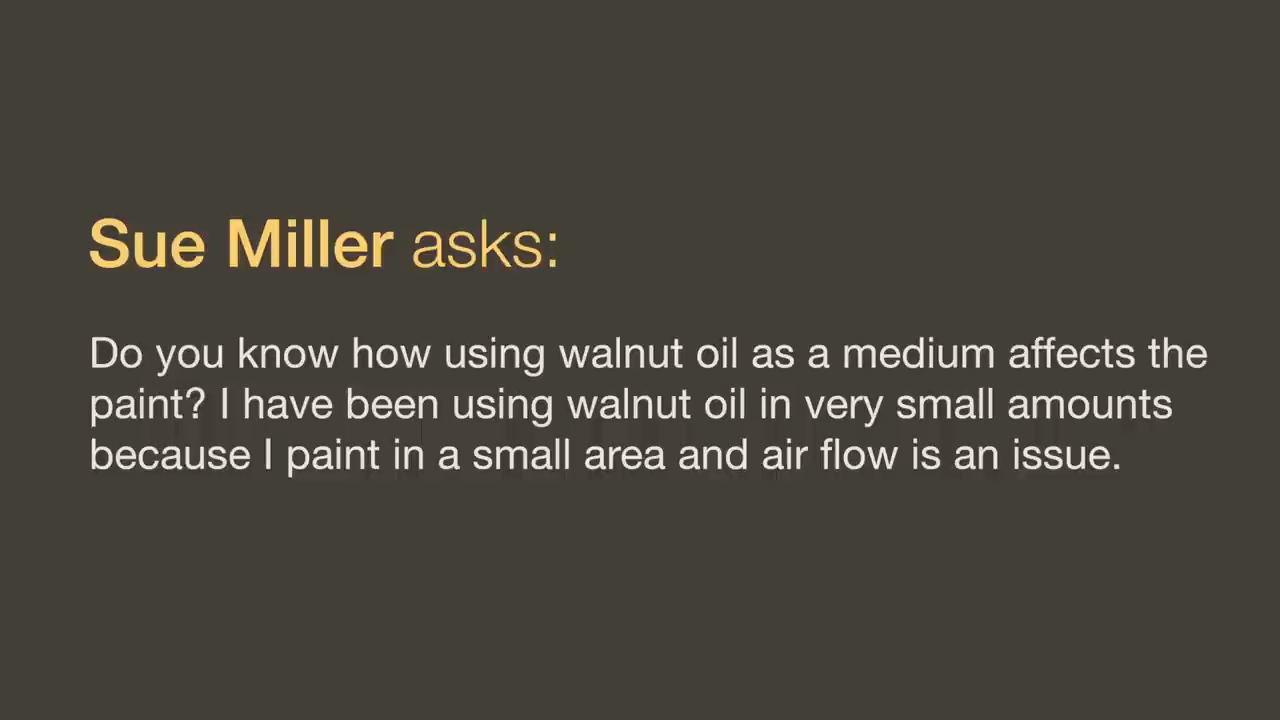 Sue Miller asks:
Do you know how using walnut oil as a medium affects the
paint? I have been using walnut oil in very small amounts
because I paint in a small area and air flow is an issue.